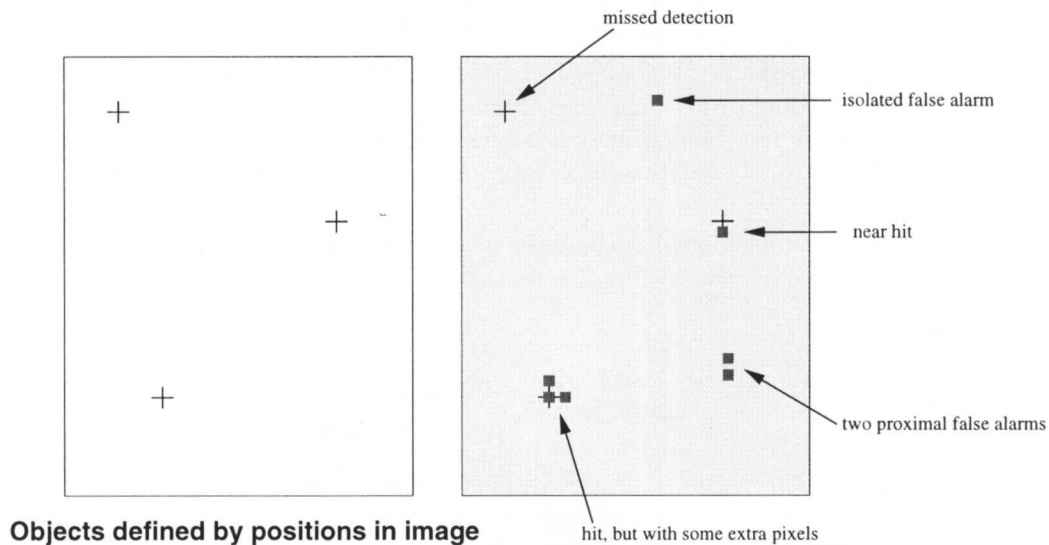 missed detection
isolated false alarm
near hit
two proximal false alarms
Objects defined by positions in image
hit, but with some extra pixels